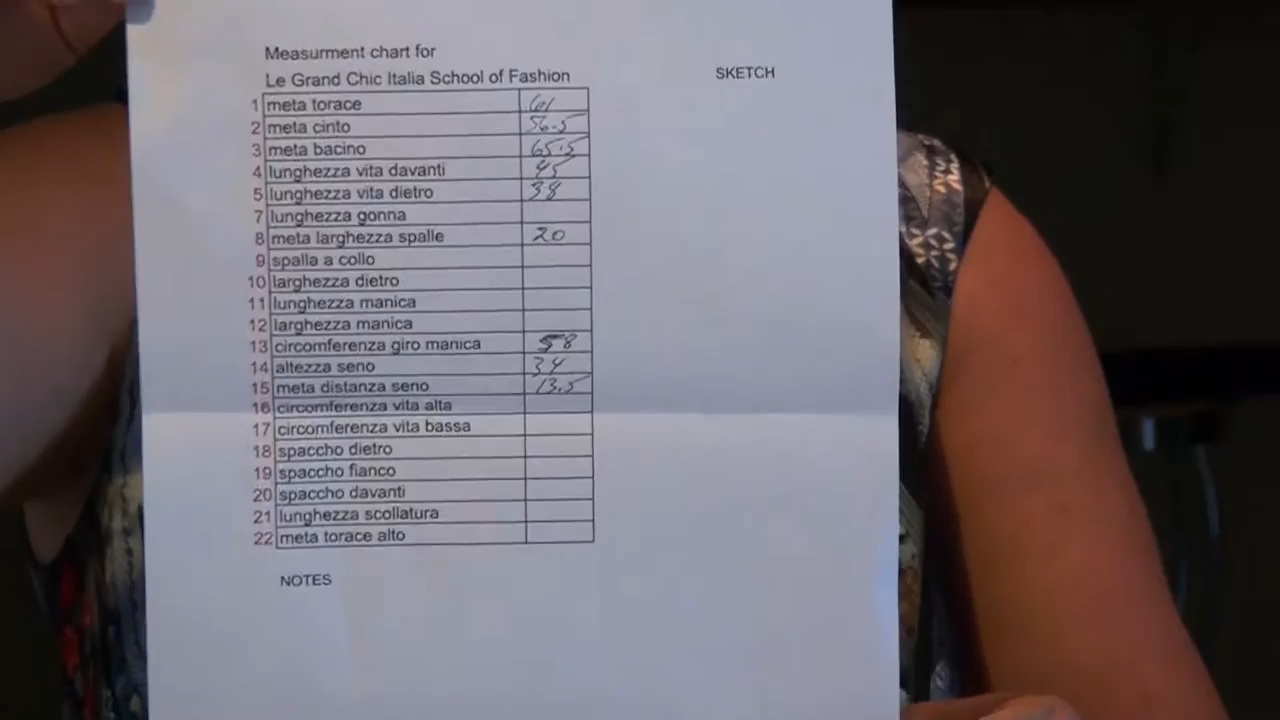 Measurment chart for
Le Grand Chic Italia School of Fashion
SKETCH
1 meta torace 61
2 meta cinto 56.5
3 meta bacino 65.5
4 lunghezza vita davanti 45
5 lunghezza vita dietro 38
7 lunghezza gonna
8 meta larghezza spalle 20
9 spalla a collo
10 larghezza dietro
11 lunghezza manica
12 larghezza manica
13 circomferenza giro manica 58
14 altezza seno 34
15 meta distanza seno 13.5
16 circomferenza vita alta
17 circomferenza vita bassa
18 spaccho dietro
19 spaccho fianco
20 spaccho davanti
21 lunghezza scollatura
22 meta torace alto
NOTES